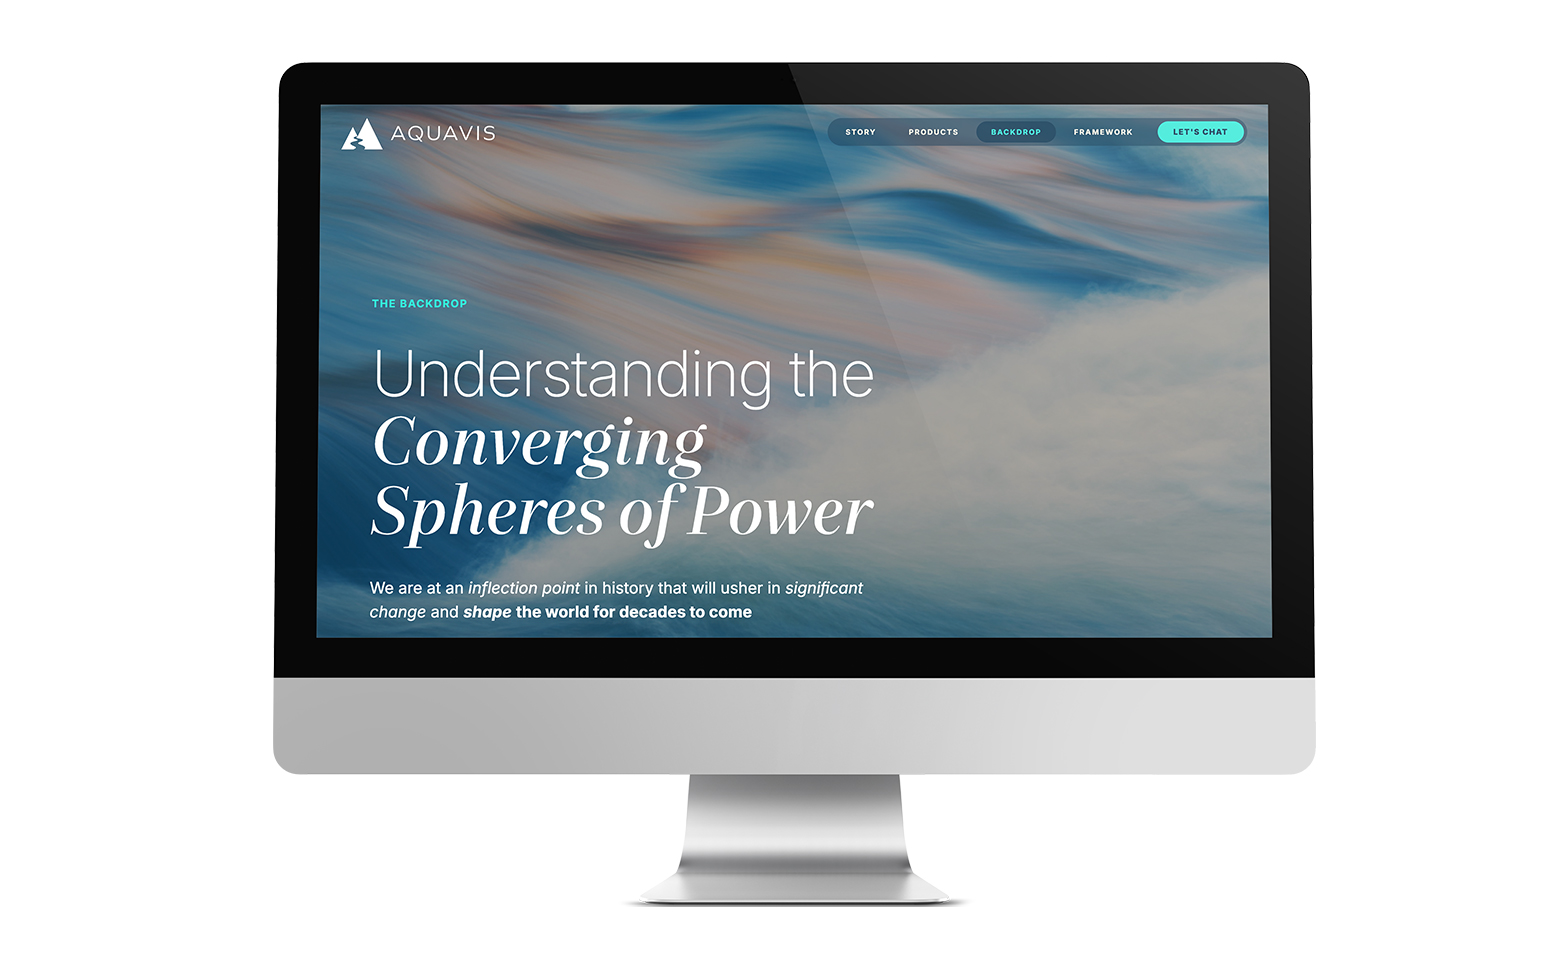 AQUAVIS
STORY PRODUCTS BACKDROP FRAMEWORK LET'S CHAT
THE BACKDROP
Understanding the
Converging
Spheres of Power
We are at an inflection point in history that will usher in significant
change and shape the world for decades to come